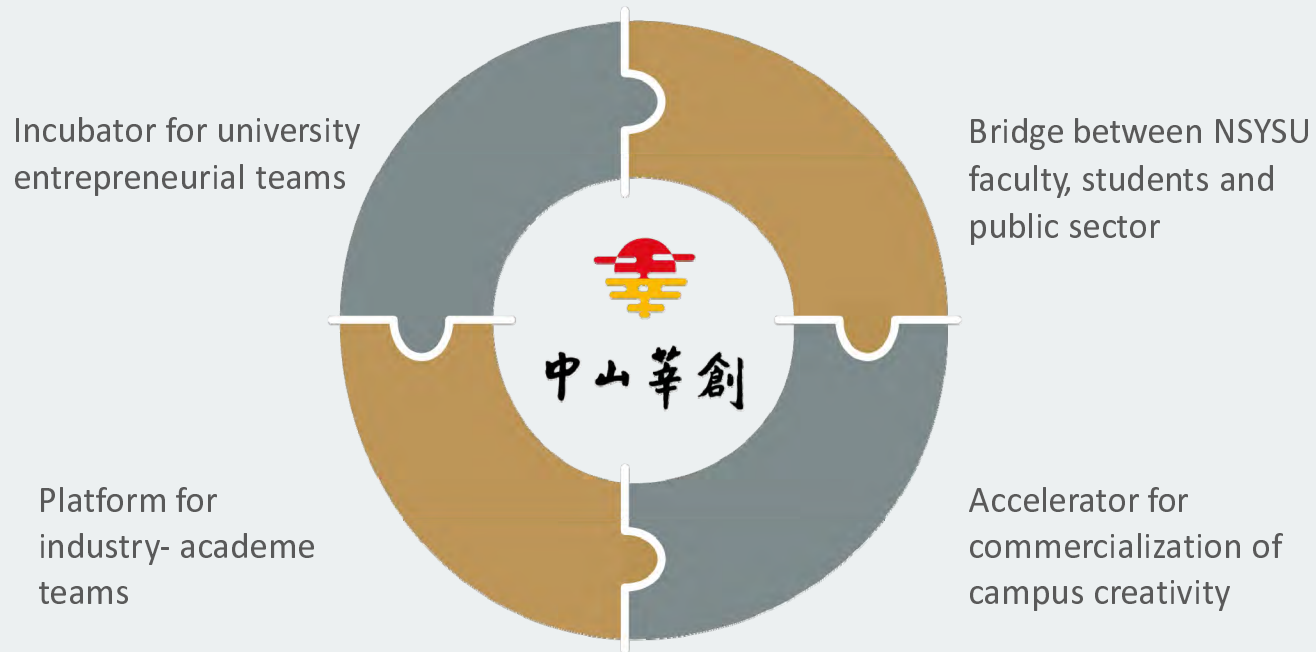 Incubator for university
entrepreneurial teams
Bridge between NSYSU
faculty, students and
public sector
中山華創
Platform for
industry- academe
teams
Accelerator for
commercialization of
campus creativity